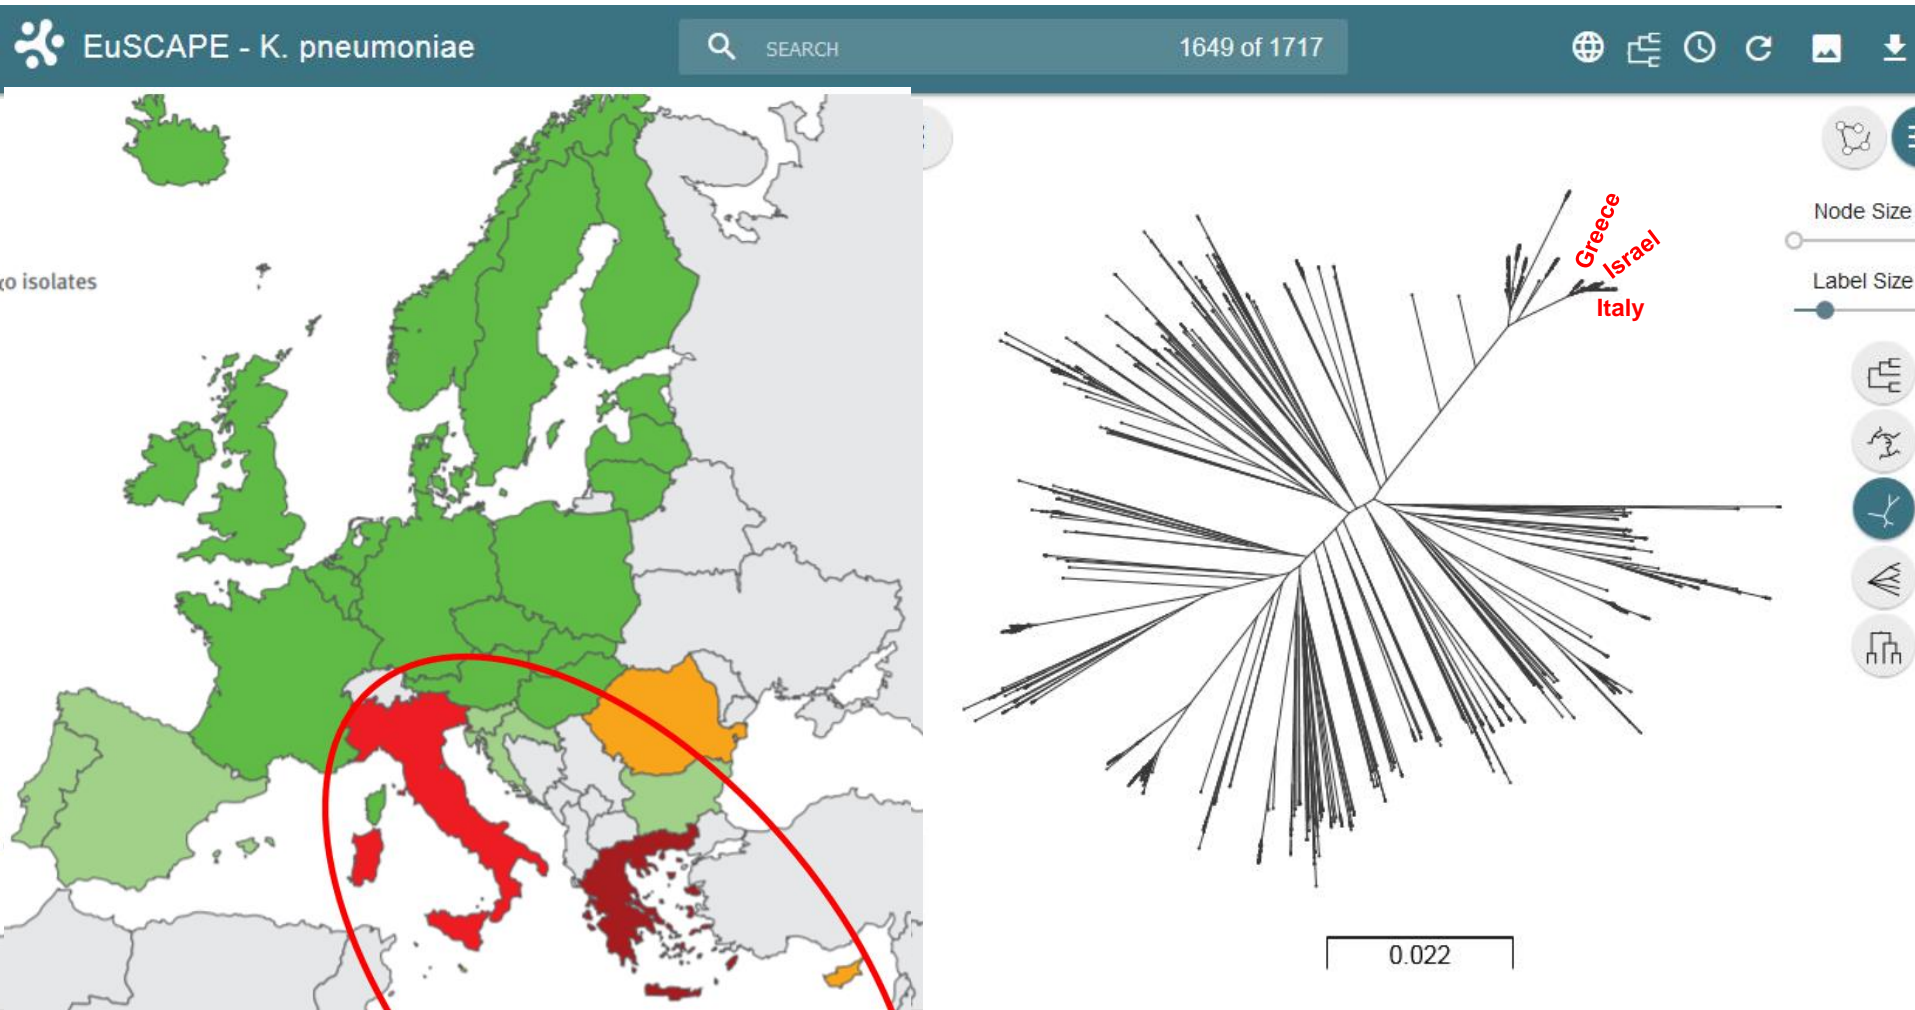 EuSCAPE - K. pneumoniae
SEARCH
1649 of 1717
o isolates
Node Size
Label Size
Greece
Israel
Italy
0.022